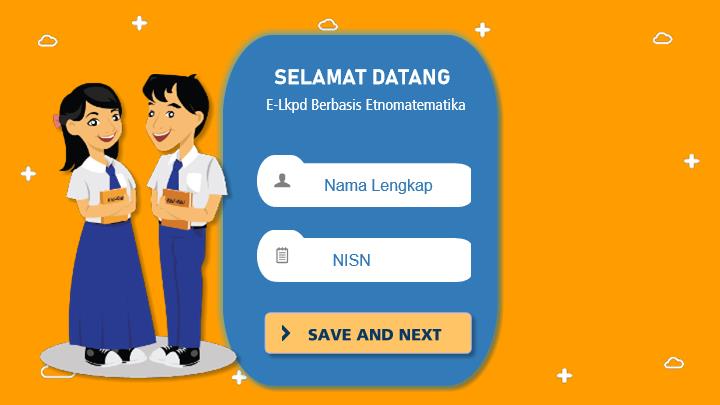 SELAMAT DATANG
E-Lkpd Berbasis Etnomatematika
Nama Lengkap
NISN
SAVE AND NEXT